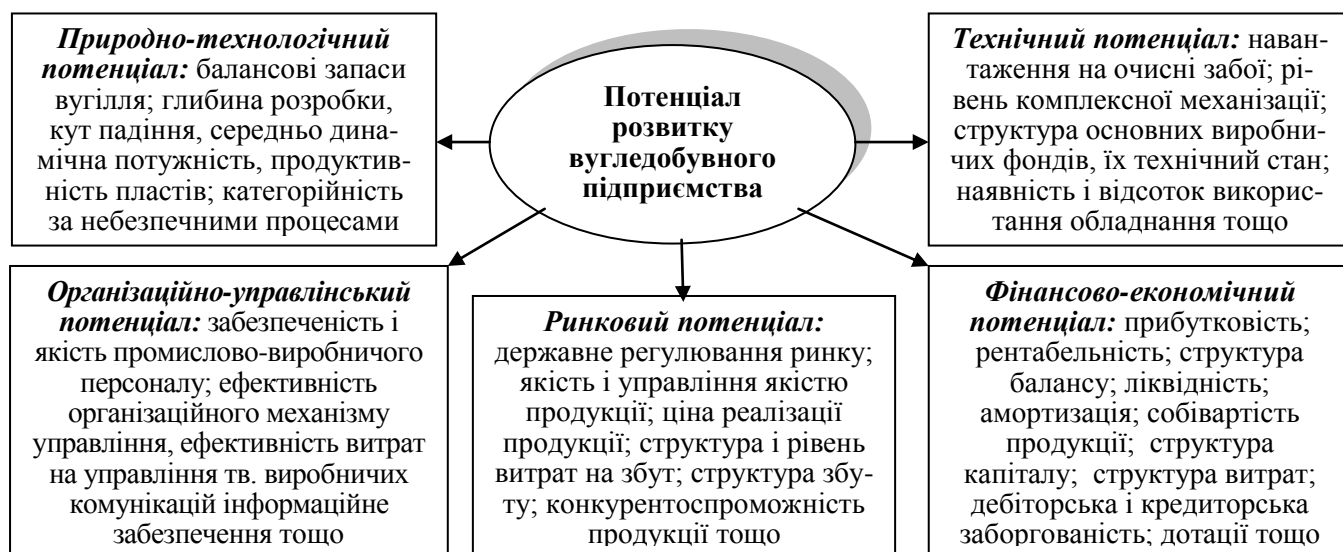 Природно-технологічний
потенціал: балансові запаси
вугілля; глибина розробки,
кут падіння, середньо дина-
мічна потужність, продуктив-
ність пластів; категорійність
за небезпечними процесами
Потенціал
розвитку
вугледобувного
підприємства
Технічний потенціал: наван-
таження на очисні забої; рі-
вень комплексної механізації;
структура основних виробни-
чих фондів, їх технічний стан;
наявність і відсоток викорис-
тання обладнання тощо
Організаційно-управлінський
потенціал: забезпеченість і
якість промислово-виробничого
персоналу; ефективність
організаційного механізму
управління, ефективність витрат
на управління тв. виробничих
комунікацій інформаційне
забезпечення тощо
Ринковий потенціал:
державне регулювання ринку;
якість і управління якістю
продукції; ціна реалізації
продукції; структура і рівень
витрат на збут; структура збу-
ту; конкурентоспроможність
продукції тощо
Фінансово-економічний
потенціал: прибутковість;
рентабельність; структура
балансу; ліквідність;
амортизація; собівартість
продукції; структура
капіталу; структура витрат;
дебіторська і кредиторська
заборгованість; дотації тощо